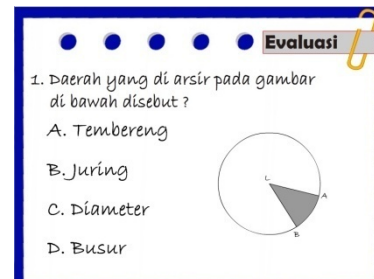 Evaluasi
1. Daerah yang di arsir pada gambar
di bawah disebut ?
A. Tembereng
B. Juring
C. Diameter
D. Busur
L
A
B